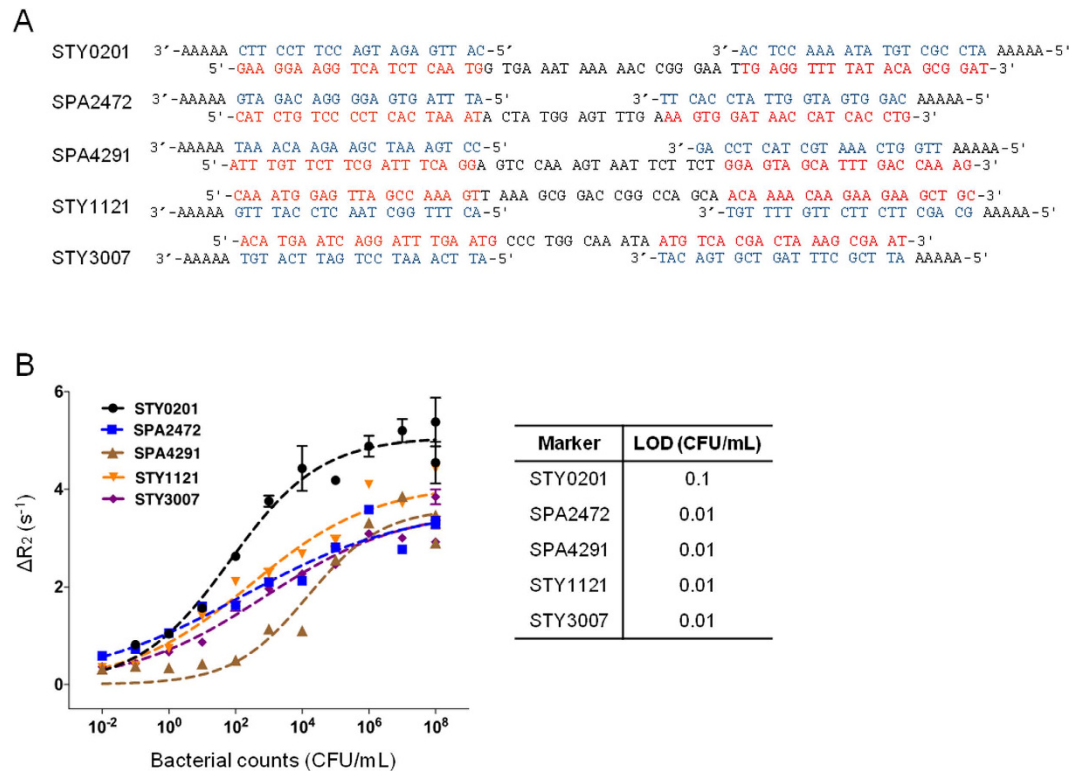 A
STY0201 3´-AAAAA CTT CCT TCC AGT AGA GTT AC-5´ 3´-AC TCC AAA ATA TGT CGC CTA AAAAA-5'
5'-GAA GGA AGG TCA TCT CAA TGG TGA AAT AAA AAC CGG GAA TTG AGG TTT TAT ACA GCG GAT-3'
SPA2472 3´-AAAAA GTA GAC AGG GGA GTG ATT TA-5' 3´-TT CAC CTA TTG GTA GTG GAC AAAAA-5'
5'-CAT CTG TCC CCT CAC TAA ATA CTA TGG AGT TTG AAA GTG GAT AAC CAT CAC CTG-3'
SPA4291 3´-AAAAA TAA ACA AGA AGC TAA AGT CC-5' 3´-GA CCT CAT CGT AAA CTG GTT AAAAA-5'
5'-ATT TGT TCT TCG ATT TCA GGA AGT CCA AGT AAT TCT TCT GGA GTA GCA TTT GAC CAA AG-3'
5'-CAA ATG GAG TTA GCC AAA GTT AAA GCG GAC CGG CCA GCA ACA AAA CAA GAA GAA GCT GC-3'
STY1121 3´-AAAAA GTT TAC CTC AAT CGG TTT CA-5' 3´-TGT TTT GTT CTT CTT CGA CG AAAAA-5'
5'-ACA TGA ATC AGG ATT TGA ATG CCC TGG CAA ATA ATG TCA CGA CTA AAG CGA AT-3'
STY3007 3´-AAAAA TGT ACT TAG TCC TAA ACT TA-5' 3´-TAC AGT GCT GAT TTC GCT TA AAAAA-5'
B
6
4
2
0
ΔR2 (s-1)
STY0201
SPA2472
SPA4291
STY1121
STY3007
10-2 100 102 104 106 108
Bacterial counts (CFU/mL)
Marker LOD (CFU/mL)
STY0201 0.1
SPA2472 0.01
SPA4291 0.01
STY1121 0.01
STY3007 0.01